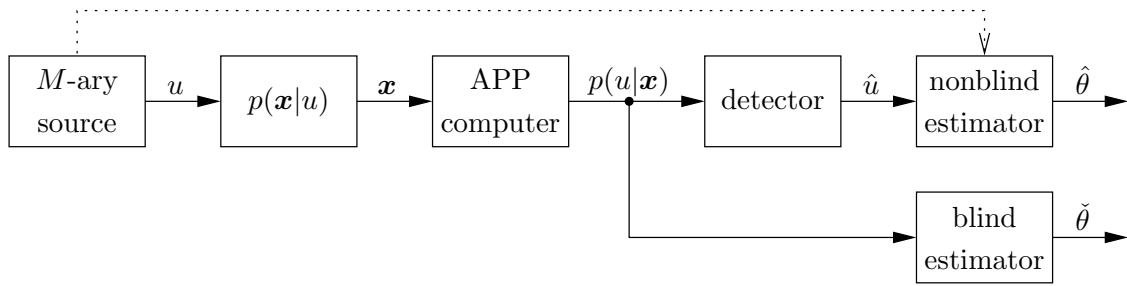 M-ary
source
u
p(x|u)
x
APP
computer
p(u|x)
detector
û
nonblind
estimator
θ̂
blind
estimator
θ̌